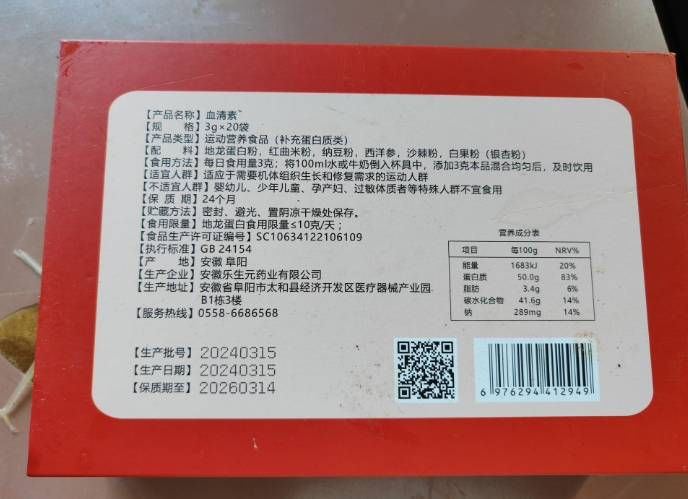 【产品名称】血清素
【规 格】3g×20袋
【产品类型】运动营养食品（补充蛋白质类）
【配 料】地龙蛋白粉，红曲米粉，纳豆粉，西洋参，沙棘粉，白果粉（银杏粉）
【食用方法】每日食用量3克；将100ml水或牛奶倒入杯具中，添加3克本品混合均匀后，及时饮用
【适宜人群】适应于需要机体组织生长和修复需求的运动人群
【不适宜人群】婴幼儿、少年儿童、孕产妇、过敏体质者等特殊人群不宜食用
【保 质 期】24个月
【贮藏方法】密封、避光、置阴凉干燥处保存。
【食用限量】地龙蛋白食用限量≤10克/天；
【食品生产许可证编号】SC10634122106109
【执行标准】GB 24154
【产 地】安徽 阜阳
【生产企业】安徽乐生元药业有限公司
【生产地址】安徽省阜阳市太和县经济开发区医疗器械产业园
B1栋3楼
【服务热线】0558-6686568
营养成分表
项目 每100g NRV%
能量 1683kJ 20%
蛋白质 50.0g 83%
脂肪 3.4g 6%
碳水化合物 41.6g 14%
钠 289mg 14%
【生产批号】20240315
【生产日期】20240315
【保质期至】20260314
6 976294 412949